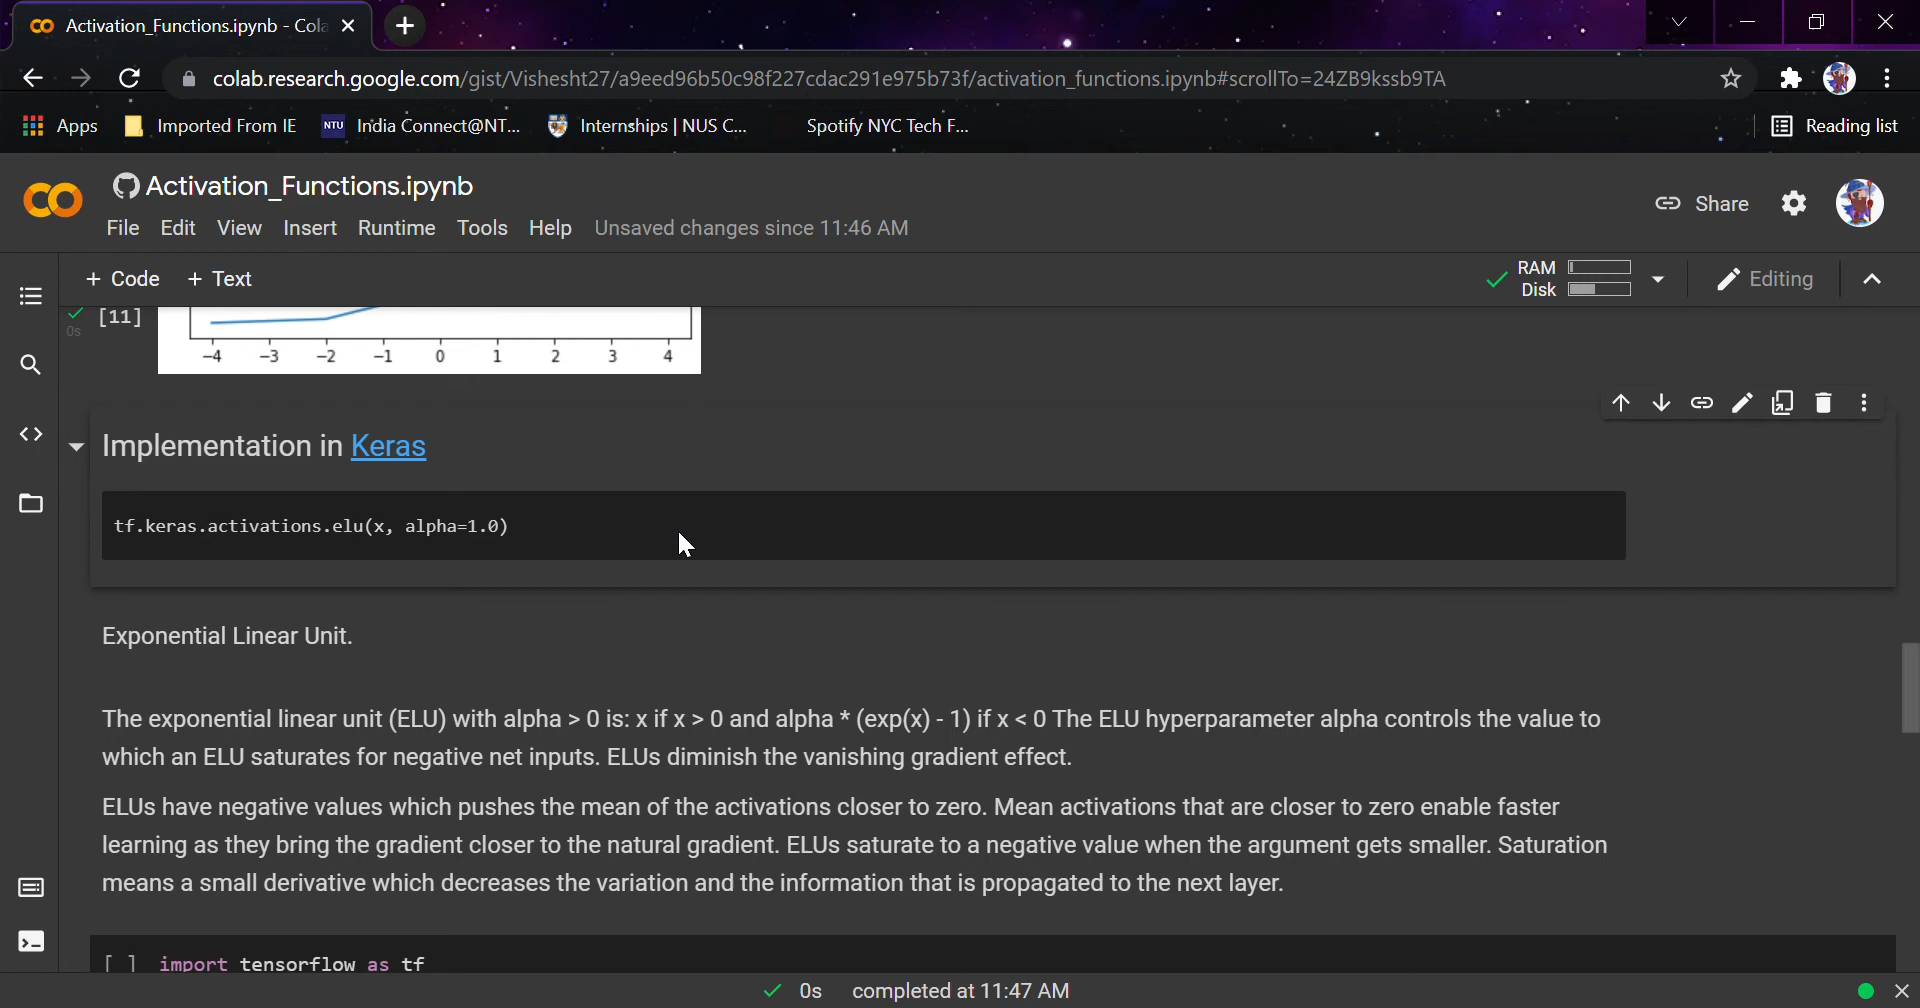 Activation_Functions.ipynb - Cola
colab.research.google.com/gist/Vishesht27/a9eed96b50c98f227cdac291e975b73f/activation_functions.ipynb#scrollTo=24ZB9kssb9TA
Apps Imported From IE NTU India Connect@NT... Internships | NUS C... Spotify NYC Tech F... Reading list
Activation_Functions.ipynb
Share
File Edit View Insert Runtime Tools Help Unsaved changes since 11:46 AM
+ Code + Text
RAM
Disk
Editing
[11]
0s
−4 −3 −2 −1 0 1 2 3 4
Implementation in Keras
tf.keras.activations.elu(x, alpha=1.0)
Exponential Linear Unit.
The exponential linear unit (ELU) with alpha > 0 is: x if x > 0 and alpha * (exp(x) - 1) if x < 0 The ELU hyperparameter alpha controls the value to
which an ELU saturates for negative net inputs. ELUs diminish the vanishing gradient effect.
ELUs have negative values which pushes the mean of the activations closer to zero. Mean activations that are closer to zero enable faster
learning as they bring the gradient closer to the natural gradient. ELUs saturate to a negative value when the argument gets smaller. Saturation
means a small derivative which decreases the variation and the information that is propagated to the next layer.
[ ] import tensorflow as tf
0s completed at 11:47 AM